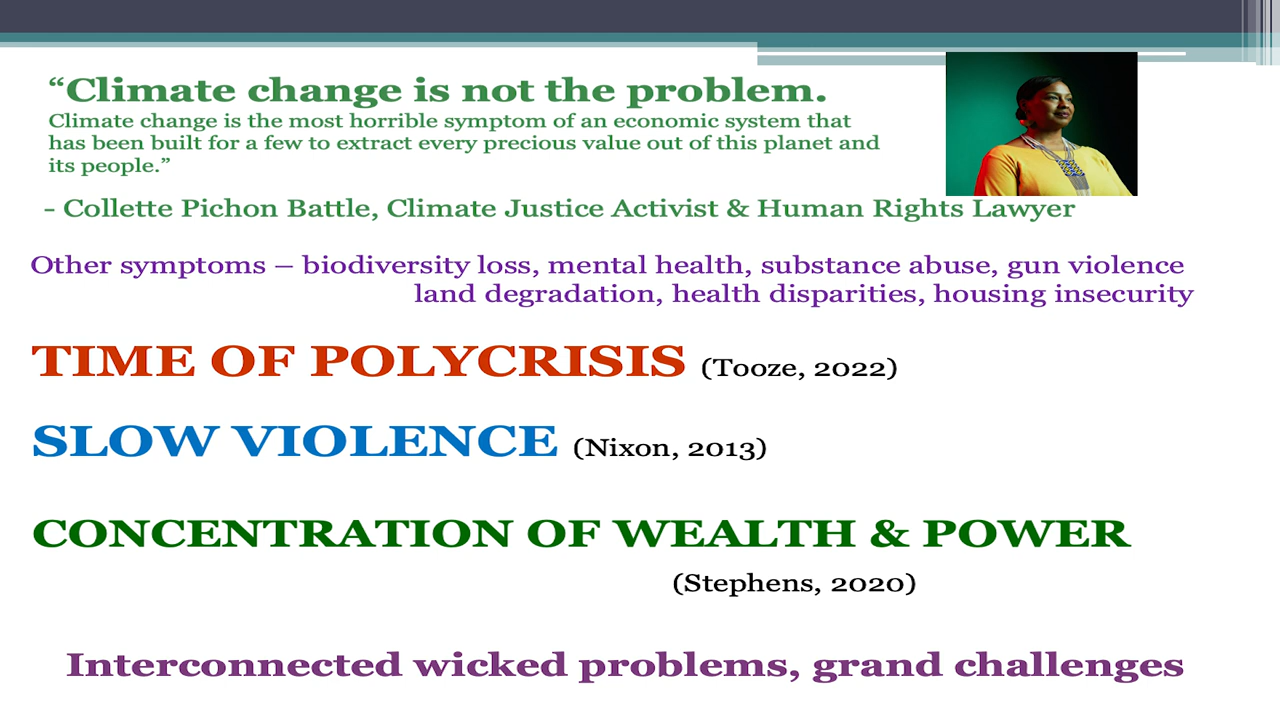 “Climate change is not the problem.
Climate change is the most horrible symptom of an economic system that
has been built for a few to extract every precious value out of this planet and
its people.”
- Collette Pichon Battle, Climate Justice Activist & Human Rights Lawyer
Other symptoms – biodiversity loss, mental health, substance abuse, gun violence
land degradation, health disparities, housing insecurity
TIME OF POLYCRISIS (Tooze, 2022)
SLOW VIOLENCE (Nixon, 2013)
CONCENTRATION OF WEALTH & POWER
(Stephens, 2020)
Interconnected wicked problems, grand challenges